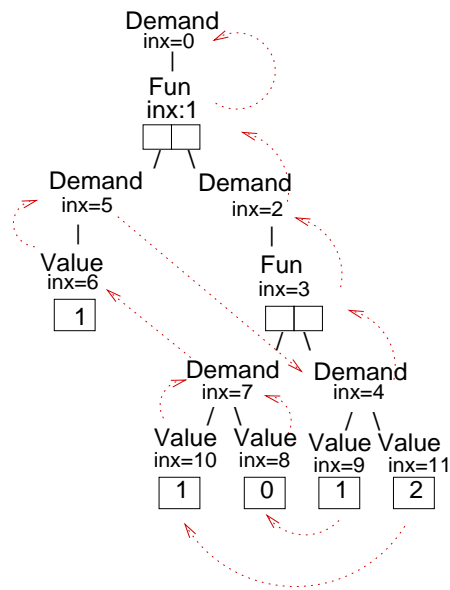 Demand
inx=0
Fun
inx:1
Demand
inx=5
Demand
inx=2
Value
inx=6
1
Fun
inx=3
Demand
inx=7
Demand
inx=4
Value
inx=10
1
Value
inx=8
0
Value
inx=9
1
Value
inx=11
2